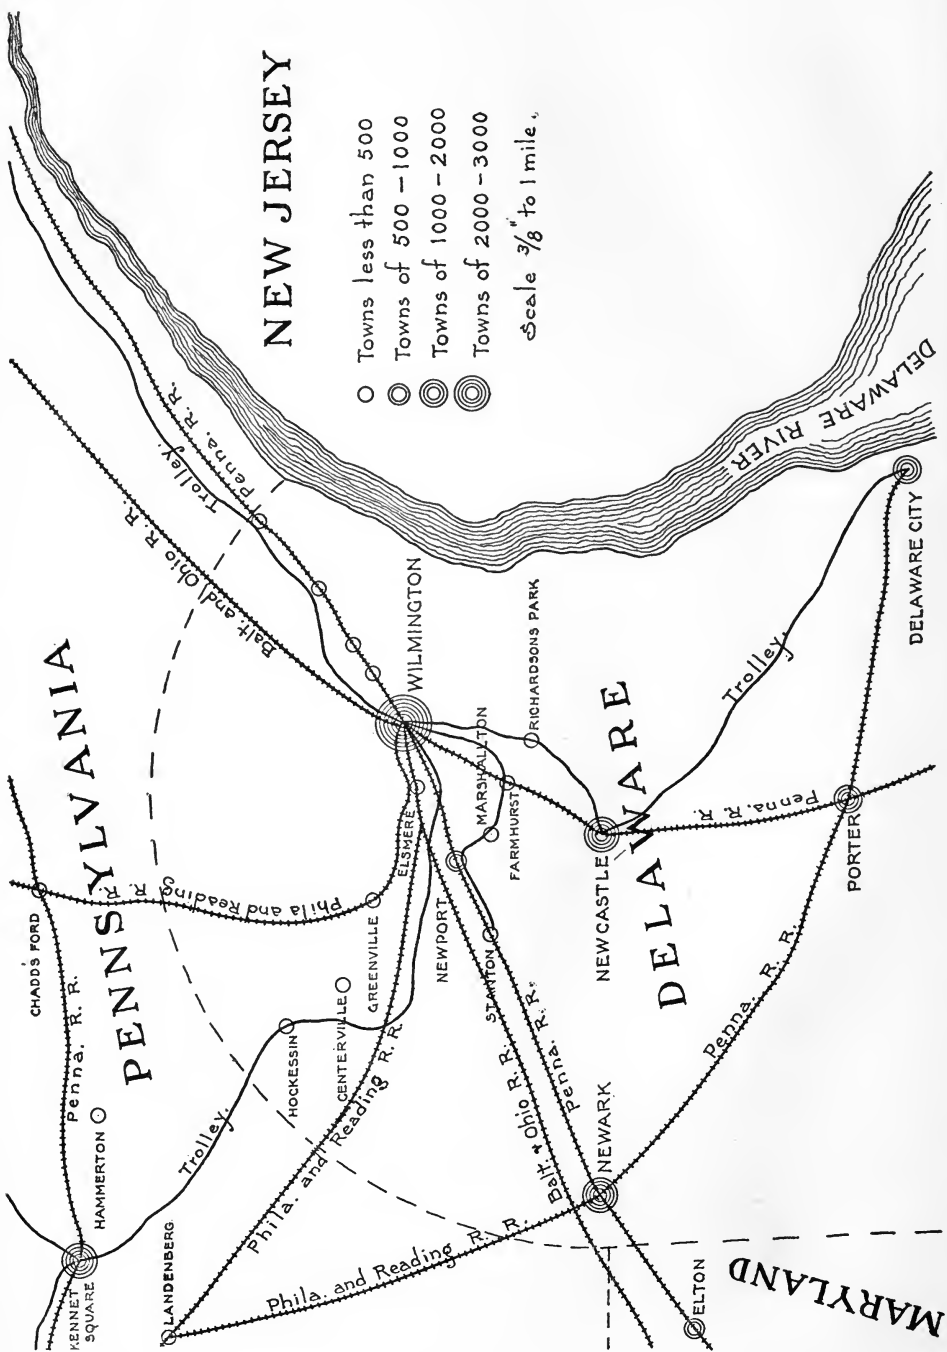 NEW JERSEY
Towns less than 500
Towns of 500-1000
Towns of 1000-2000
Towns of 2000-3000
Scale 3/8" to 1 mile.
DELAWARE RIVER
DELAWARE
Penna. R. R.
Trolley.
Balt. and Ohio R. R.
PENNSYLVANIA
WILMINGTON
RICHARDSONS PARK
MARSHALLTON
FARMHURST
ELSMERE
NEWPORT
STANTON
GREENVILLE
CENTERVILLE
HOCKESSIN
Phila and Reading R. R.
CHADD'S FORD
Penna. R. R.
HAMMERTON
KENNET
SQUARE
Trolley.
LANDENBERG.
Phila. and Reading R. R.
Phila. and Reading R. R.
Balt. & Ohio R. R.
Penna. R. R.
NEWARK
ELTON
MARYLAND
Penna. R. R.
NEWCASTLE
DELAWARE
Penna. R. R.
PORTER
Trolley.
DELAWARE CITY